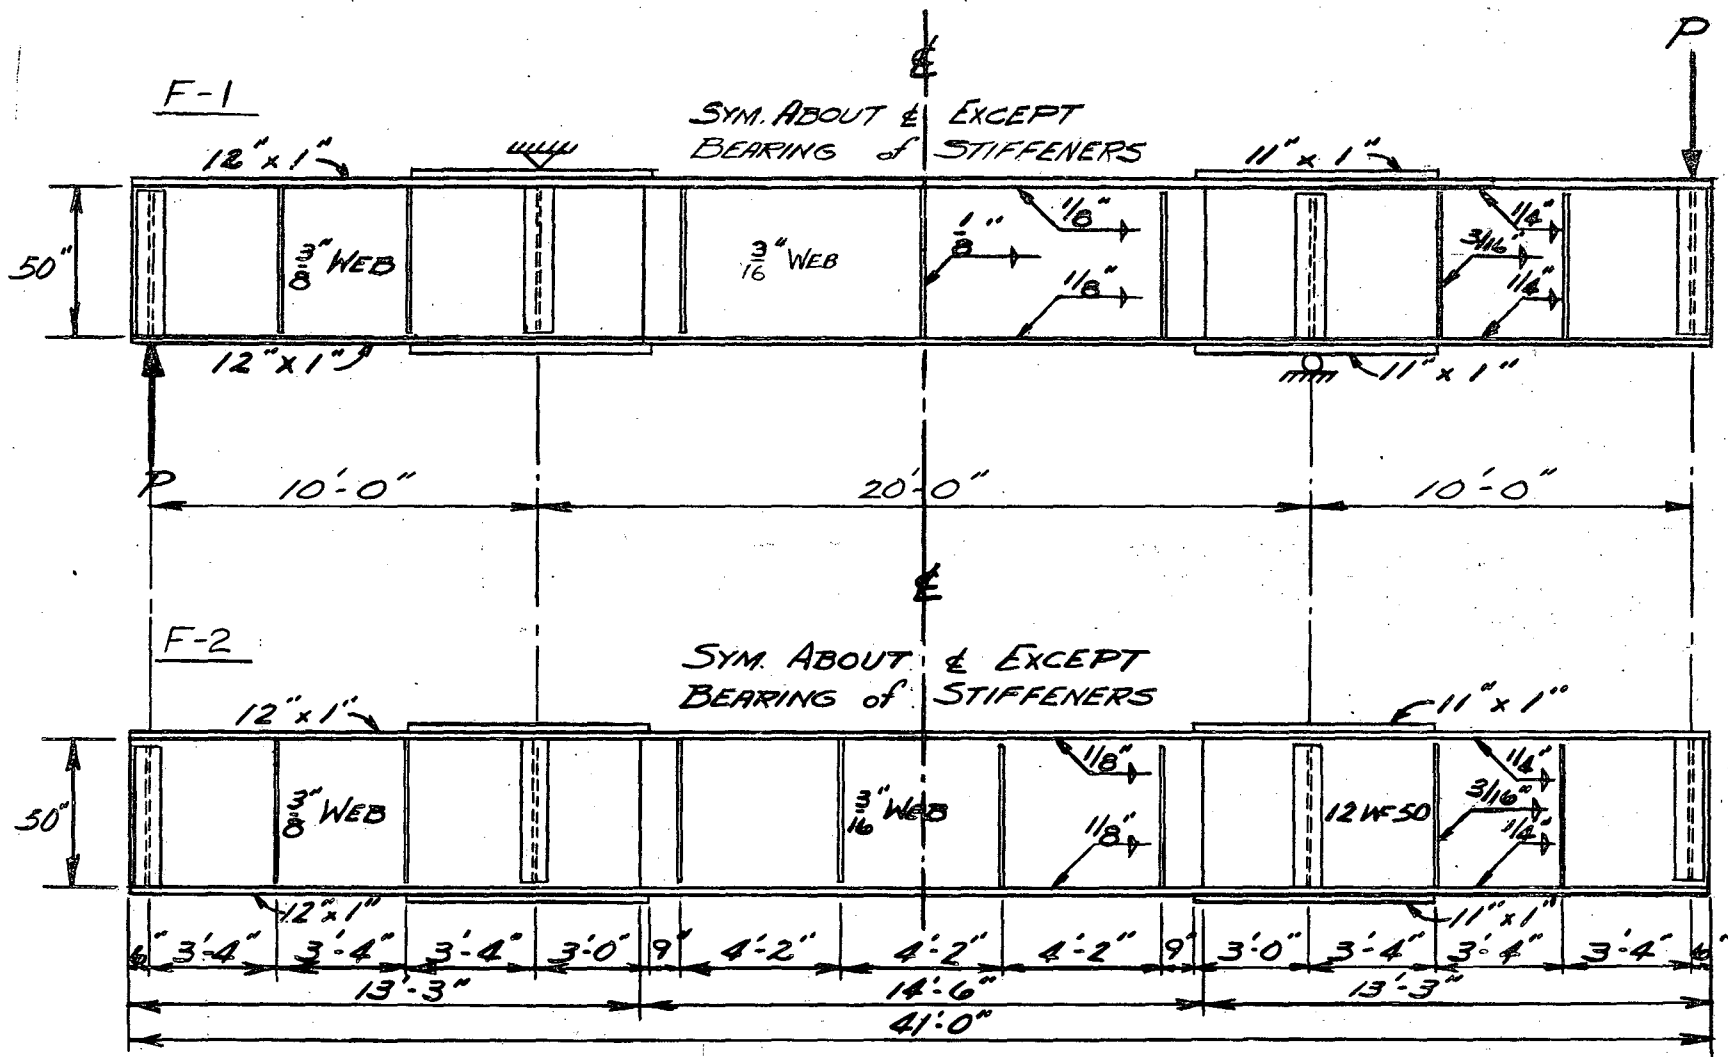 ℄
P
F-1
SYM. ABOUT ℄ EXCEPT
BEARING of STIFFENERS
12" x 1"
11" x 1"
50"
3/8" WEB
3/16" WEB
1/8"
1/8"
1/8"
1/4"
3/16"
1/4"
12" x 1"
11" x 1"
P
10'-0"
20'-0"
10'-0"
℄
F-2
SYM. ABOUT ℄ EXCEPT
BEARING of STIFFENERS
12" x 1"
11" x 1"
50"
3/8" WEB
3/16" WEB
1/8"
1/8"
12 WF 50
1/4"
3/16"
1/4"
12" x 1"
11" x 1"
6" 3'-4" 3'-4" 3'-4" 3'-0" 9" 4'-2" 4'-2" 4'-2" 9" 3'-0" 3'-4" 3'-4" 3'-4" 6"
13'-3" 14'-6" 13'-3"
41'-0"